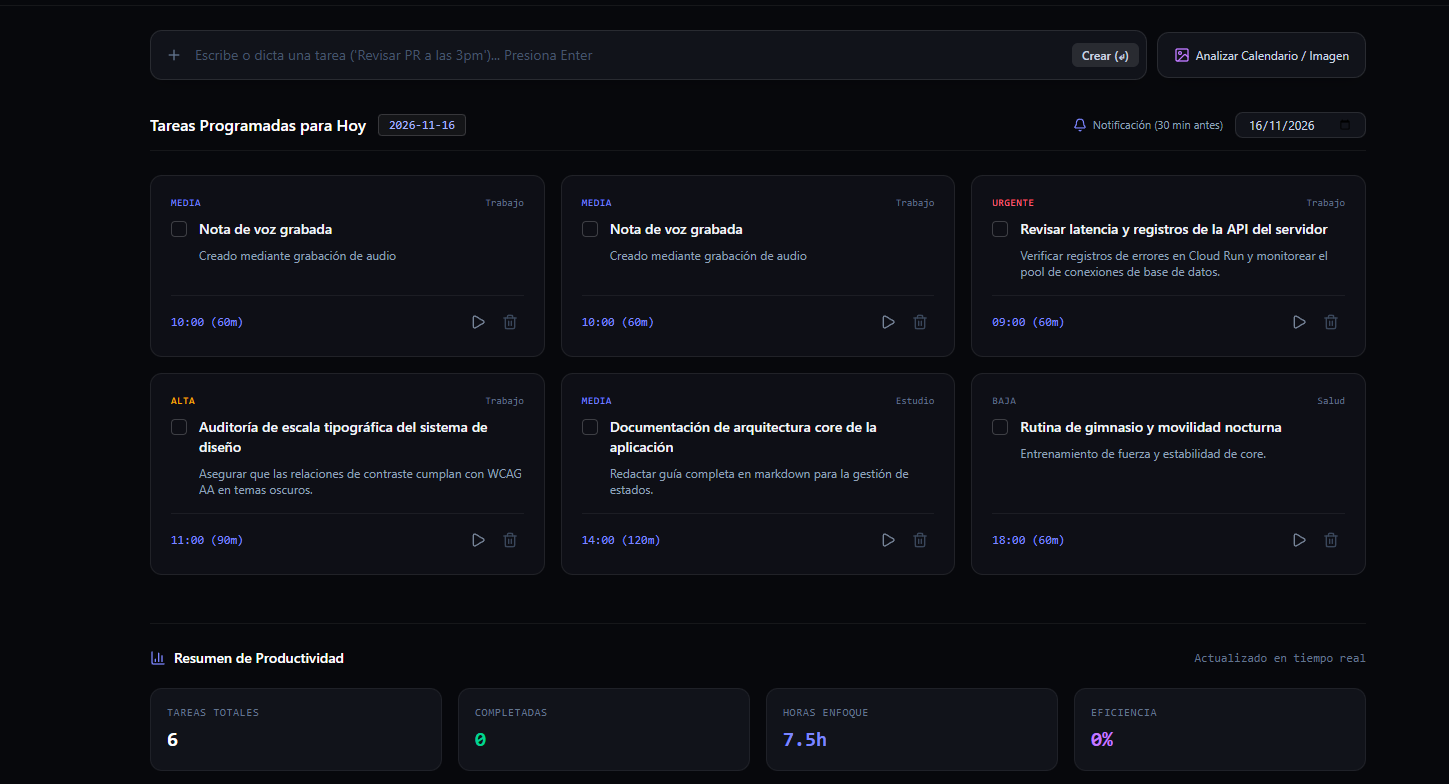 Escribe o dicta una tarea ('Revisar PR a las 3pm')... Presiona Enter
Crear (↲)
Analizar Calendario / Imagen
Tareas Programadas para Hoy
2026-11-16
Notificación (30 min antes)
16/11/2026
MEDIA
Trabajo
Nota de voz grabada
Creado mediante grabación de audio
10:00 (60m)
MEDIA
Trabajo
Nota de voz grabada
Creado mediante grabación de audio
10:00 (60m)
URGENTE
Trabajo
Revisar latencia y registros de la API del servidor
Verificar registros de errores en Cloud Run y monitorear el
pool de conexiones de base de datos.
09:00 (60m)
ALTA
Trabajo
Auditoría de escala tipográfica del sistema de
diseño
Asegurar que las relaciones de contraste cumplan con WCAG
AA en temas oscuros.
11:00 (90m)
MEDIA
Estudio
Documentación de arquitectura core de la
aplicación
Redactar guía completa en markdown para la gestión de
estados.
14:00 (120m)
BAJA
Salud
Rutina de gimnasio y movilidad nocturna
Entrenamiento de fuerza y estabilidad de core.
18:00 (60m)
Resumen de Productividad
Actualizado en tiempo real
TAREAS TOTALES
6
COMPLETADAS
0
HORAS ENFOQUE
7.5h
EFICIENCIA
0%